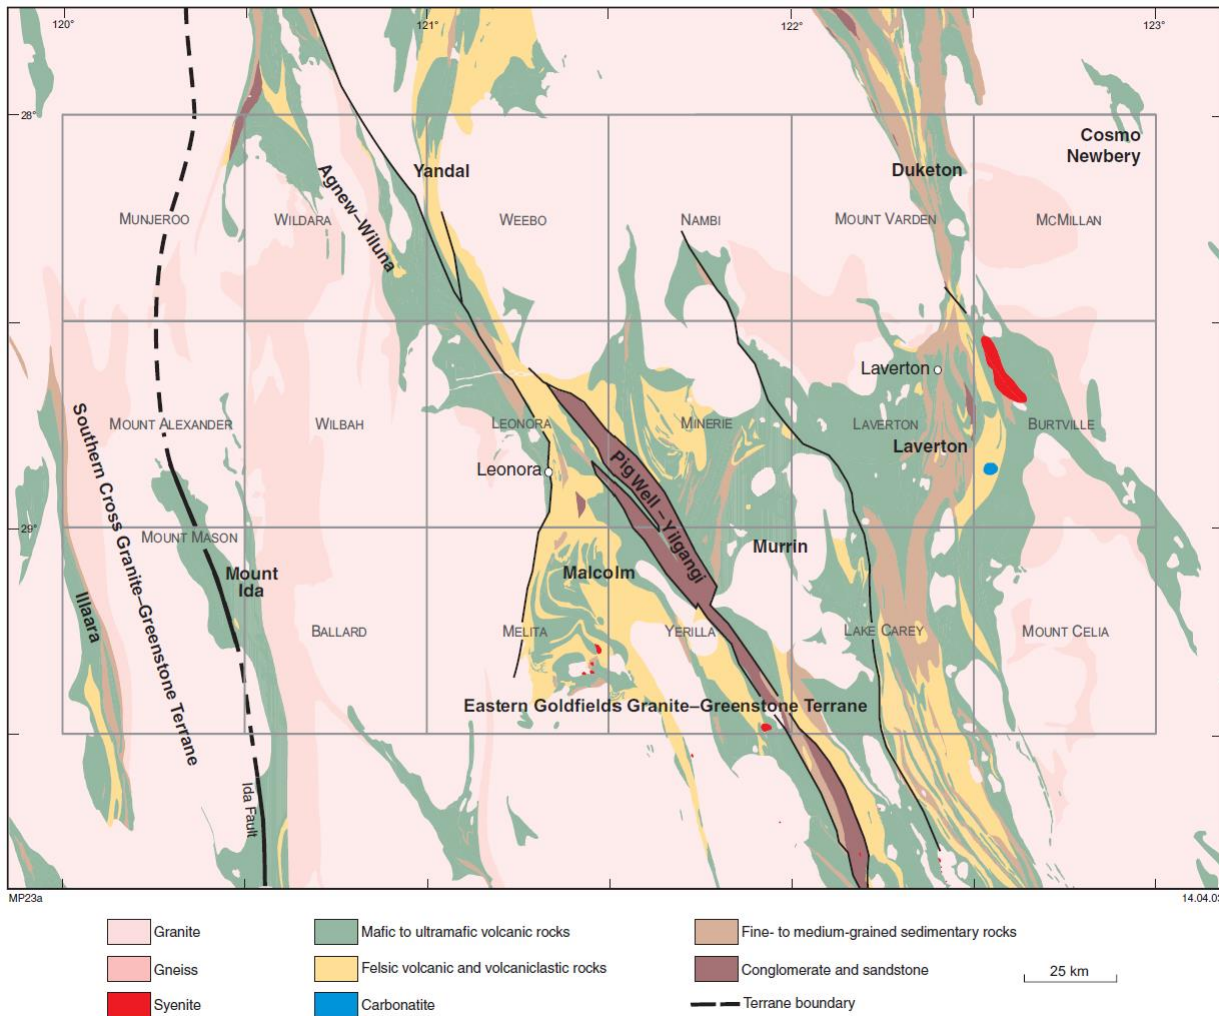 120°
121°
122°
123°
28°
Cosmo
Newbery
Yandal
Duketon
Agnew–Wiluna
MUNJEROO
WILDARA
WEEBO
NAMBI
MOUNT VARDEN
MCMILLAN
Laverton
MOUNT ALEXANDER
WILBAH
LEONORA
MINERIE
LAVERTON
BURTVILLE
Laverton
Leonora
Pig Well –Yilgangi
Southern Cross Granite–Greenstone Terrane
29°
MOUNT MASON
Murrin
Mount
Ida
Malcolm
Illaara
BALLARD
MELITA
YERILLA
LAKE CAREY
MOUNT CELIA
Eastern Goldfields Granite–Greenstone Terrane
Ida Fault
MP23a
14.04.03
Granite
Mafic to ultramafic volcanic rocks
Fine- to medium-grained sedimentary rocks
Gneiss
Felsic volcanic and volcaniclastic rocks
Conglomerate and sandstone
25 km
Syenite
Carbonatite
Terrane boundary